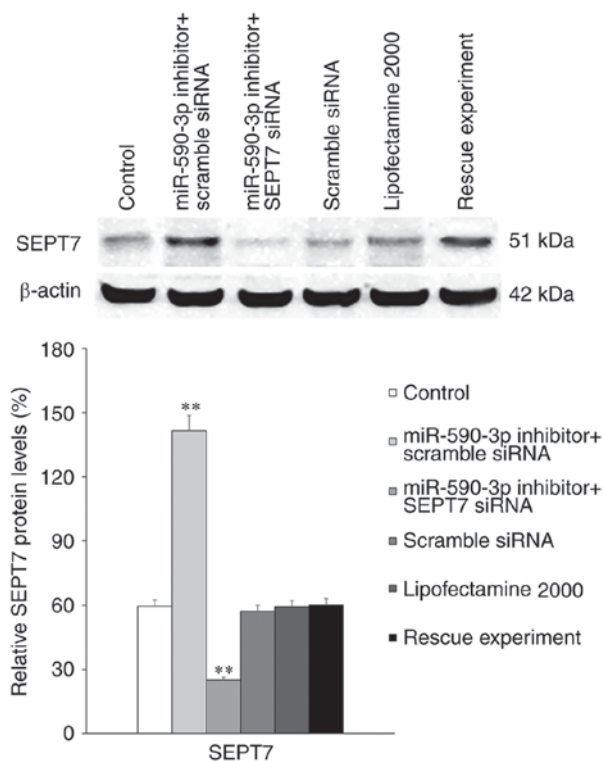 Control
miR-590-3p inhibitor+
scramble siRNA
miR-590-3p inhibitor+
SEPT7 siRNA
Scramble siRNA
Lipofectamine 2000
Rescue experiment
SEPT7
51 kDa
β-actin
42 kDa
Relative SEPT7 protein levels (%)
180
150
120
90
60
30
0
**
**
SEPT7
Control
miR-590-3p inhibitor+
scramble siRNA
miR-590-3p inhibitor+
SEPT7 siRNA
Scramble siRNA
Lipofectamine 2000
Rescue experiment